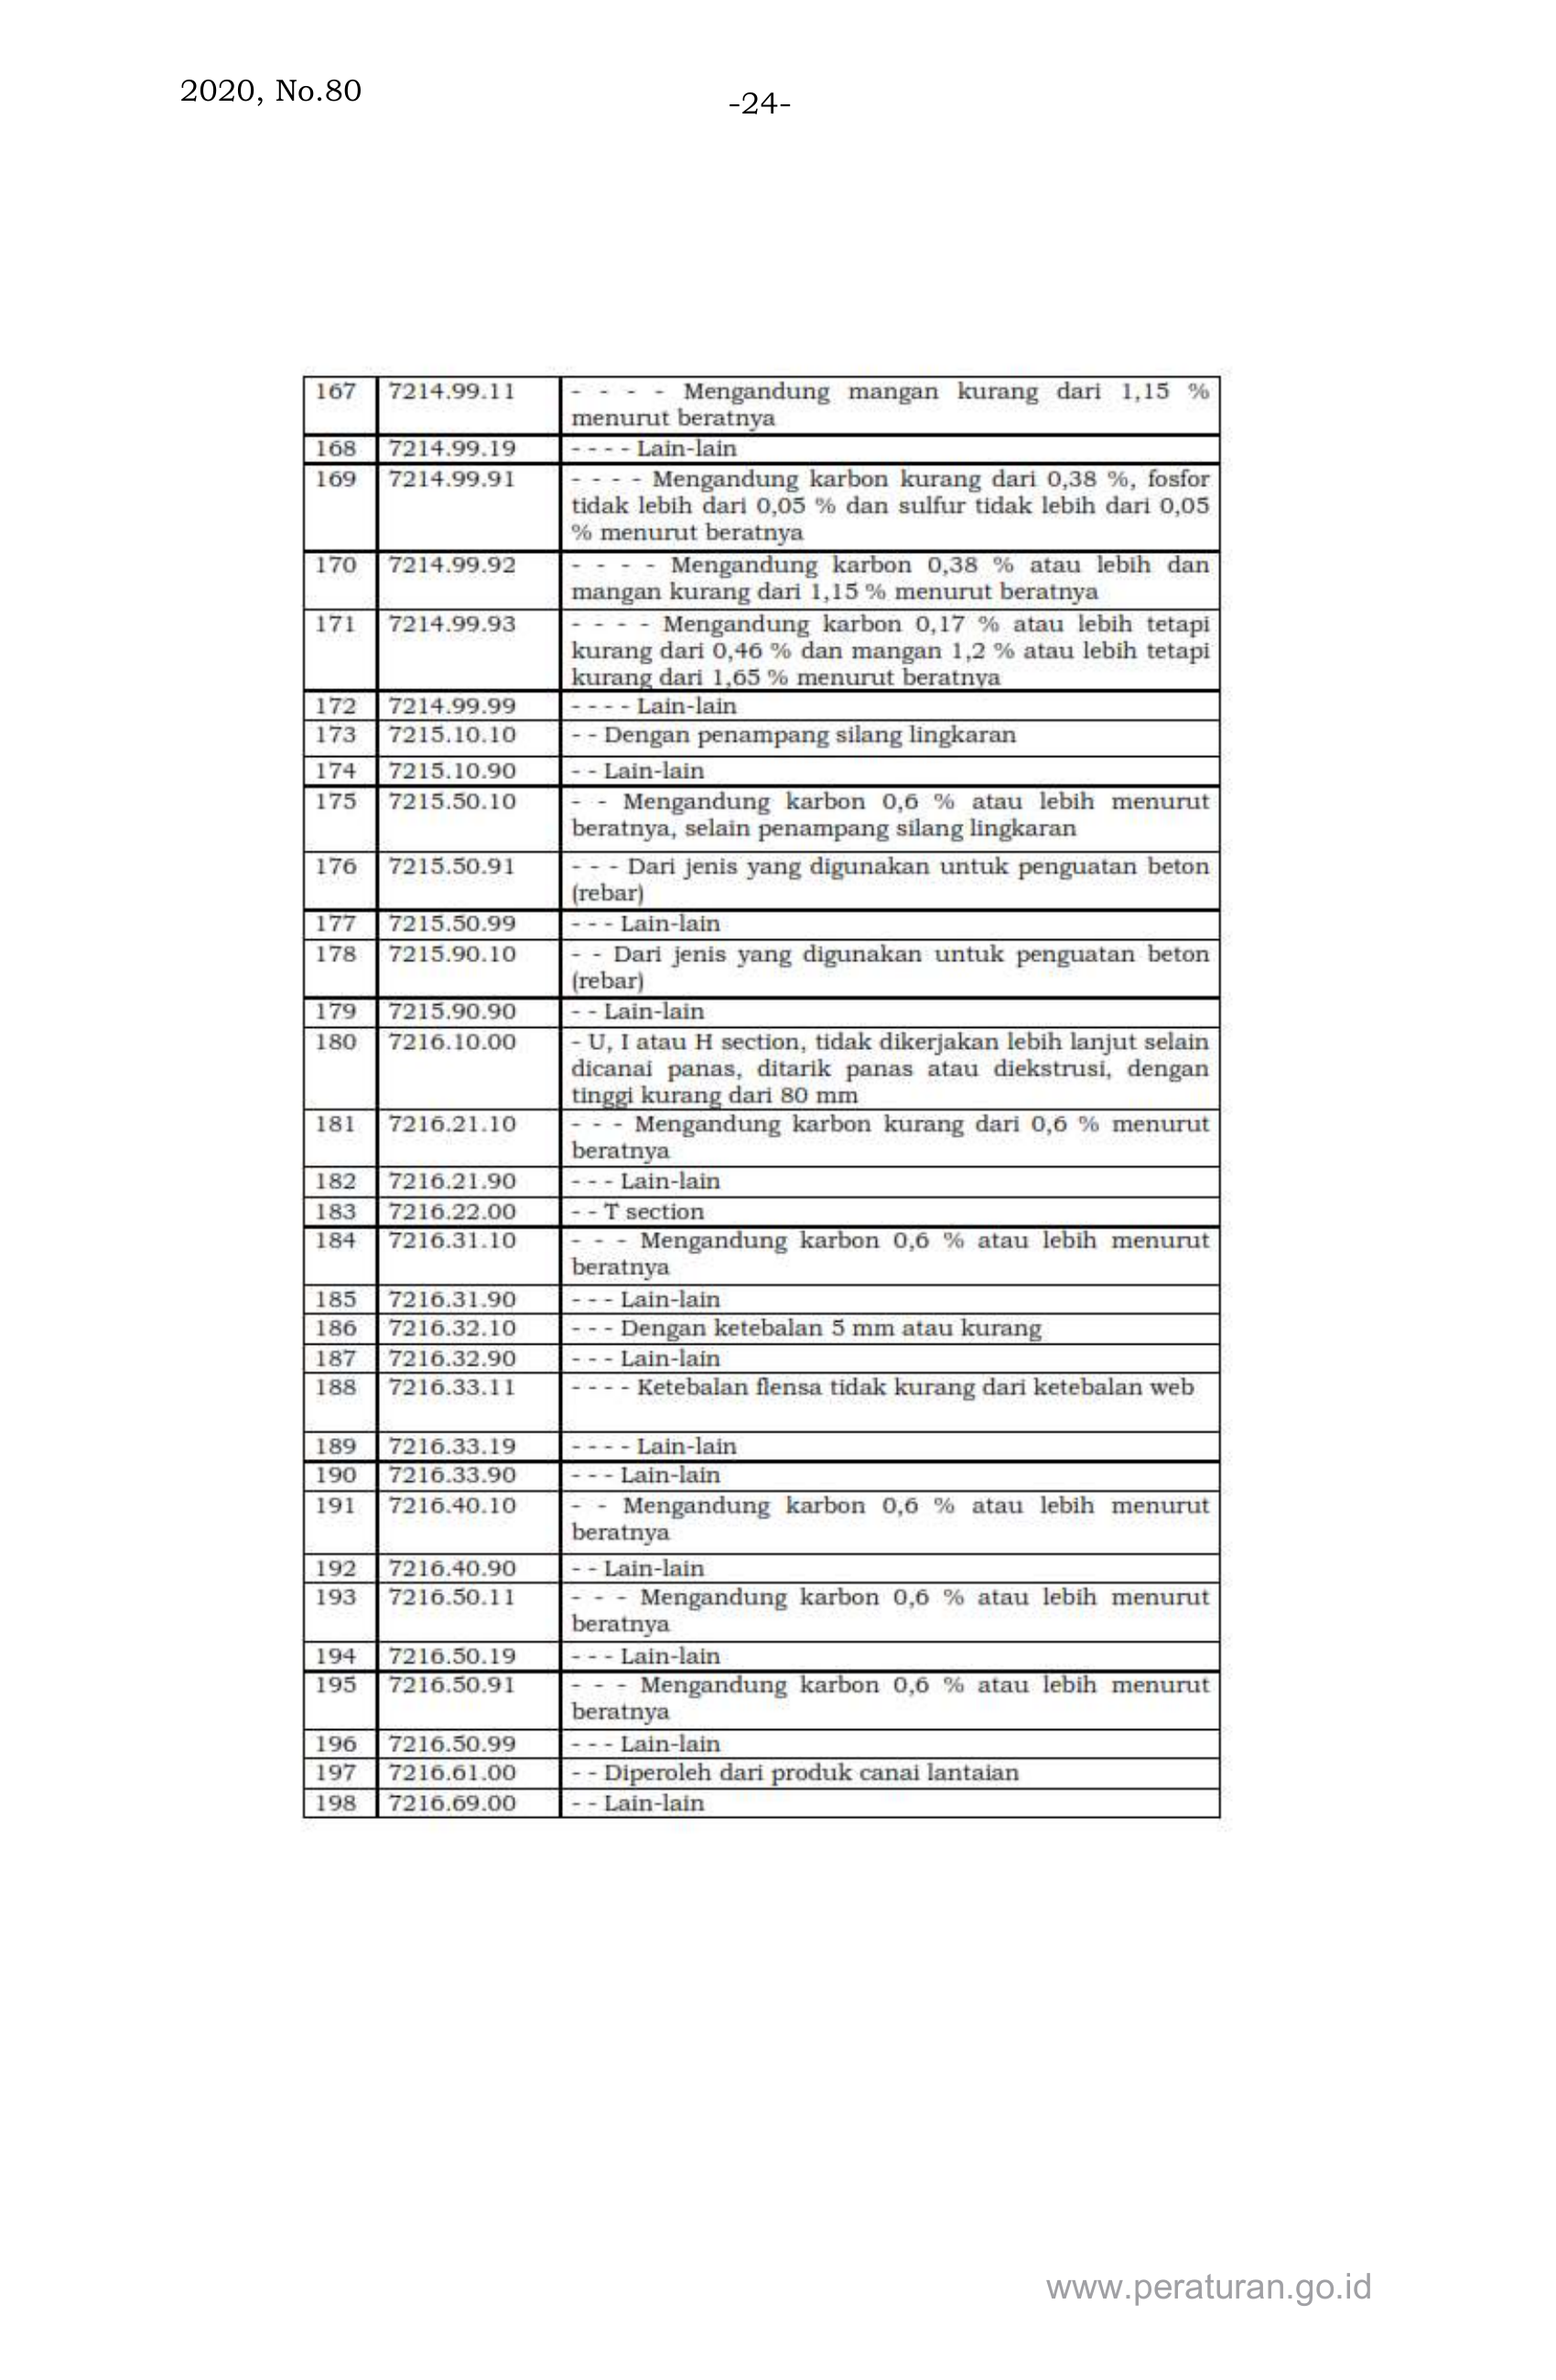 2020, No.80
-24-
167 7214.99.11 - - - - Mengandung mangan kurang dari 1,15 %
menurut beratnya
168 7214.99.19 - - - - Lain-lain
169 7214.99.91 - - - - Mengandung karbon kurang dari 0,38 %, fosfor
tidak lebih dari 0,05 % dan sulfur tidak lebih dari 0,05
% menurut beratnya
170 7214.99.92 - - - - Mengandung karbon 0,38 % atau lebih dan
mangan kurang dari 1,15 % menurut beratnya
171 7214.99.93 - - - - Mengandung karbon 0,17 % atau lebih tetapi
kurang dari 0,46 % dan mangan 1,2 % atau lebih tetapi
kurang dari 1,65 % menurut beratnya
172 7214.99.99 - - - - Lain-lain
173 7215.10.10 - - Dengan penampang silang lingkaran
174 7215.10.90 - - Lain-lain
175 7215.50.10 - - Mengandung karbon 0,6 % atau lebih menurut
beratnya, selain penampang silang lingkaran
176 7215.50.91 - - - Dari jenis yang digunakan untuk penguatan beton
(rebar)
177 7215.50.99 - - - Lain-lain
178 7215.90.10 - - Dari jenis yang digunakan untuk penguatan beton
(rebar)
179 7215.90.90 - - Lain-lain
180 7216.10.00 - U, I atau H section, tidak dikerjakan lebih lanjut selain
dicanai panas, ditarik panas atau diekstrusi, dengan
tinggi kurang dari 80 mm
181 7216.21.10 - - - Mengandung karbon kurang dari 0,6 % menurut
beratnya
182 7216.21.90 - - - Lain-lain
183 7216.22.00 - - T section
184 7216.31.10 - - - Mengandung karbon 0,6 % atau lebih menurut
beratnya
185 7216.31.90 - - - Lain-lain
186 7216.32.10 - - - Dengan ketebalan 5 mm atau kurang
187 7216.32.90 - - - Lain-lain
188 7216.33.11 - - - - Ketebalan flensa tidak kurang dari ketebalan web
189 7216.33.19 - - - - Lain-lain
190 7216.33.90 - - - Lain-lain
191 7216.40.10 - - Mengandung karbon 0,6 % atau lebih menurut
beratnya
192 7216.40.90 - - Lain-lain
193 7216.50.11 - - - Mengandung karbon 0,6 % atau lebih menurut
beratnya
194 7216.50.19 - - - Lain-lain
195 7216.50.91 - - - Mengandung karbon 0,6 % atau lebih menurut
beratnya
196 7216.50.99 - - - Lain-lain
197 7216.61.00 - - Diperoleh dari produk canai lantaian
198 7216.69.00 - - Lain-lain
www.peraturan.go.id